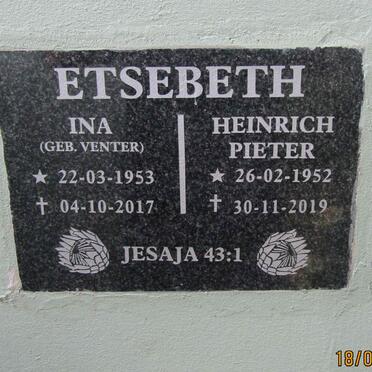 ETSEBETH
INA
(GEB. VENTER)
★ 22-03-1953
✝ 04-10-2017
HEINRICH
PIETER
★ 26-02-1952
✝ 30-11-2019
JESAJA 43:1
18/0